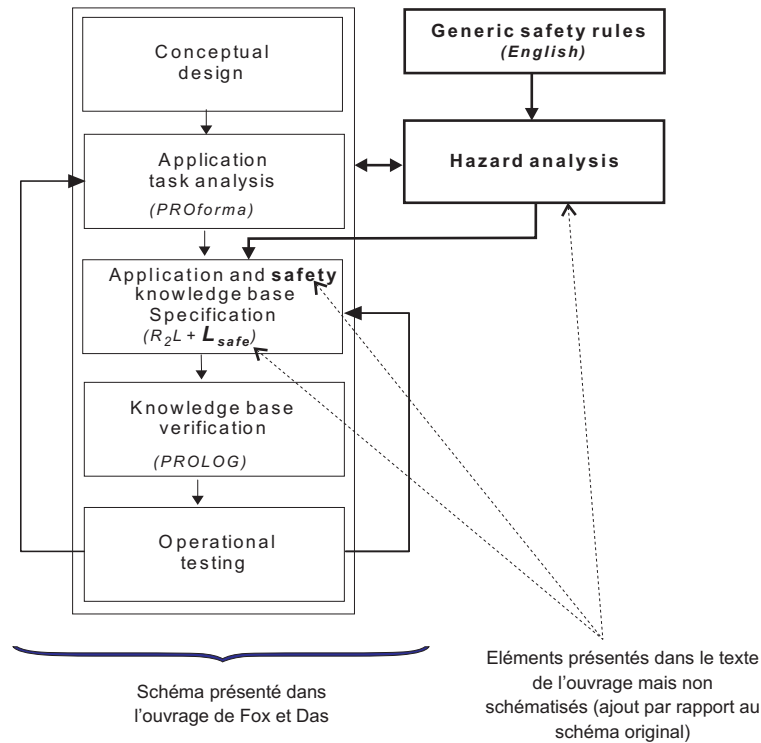 Conceptual
design
Generic safety rules
(English)
Application
task analysis
(PROforma)
Hazard analysis
Application and safety
knowledge base
Specification
(R₂L + L_safe)
Knowledge base
verification
(PROLOG)
Operational
testing
Schéma présenté dans
l'ouvrage de Fox et Das
Eléments présentés dans le texte
de l'ouvrage mais non
schématisés (ajout par rapport au
schéma original)